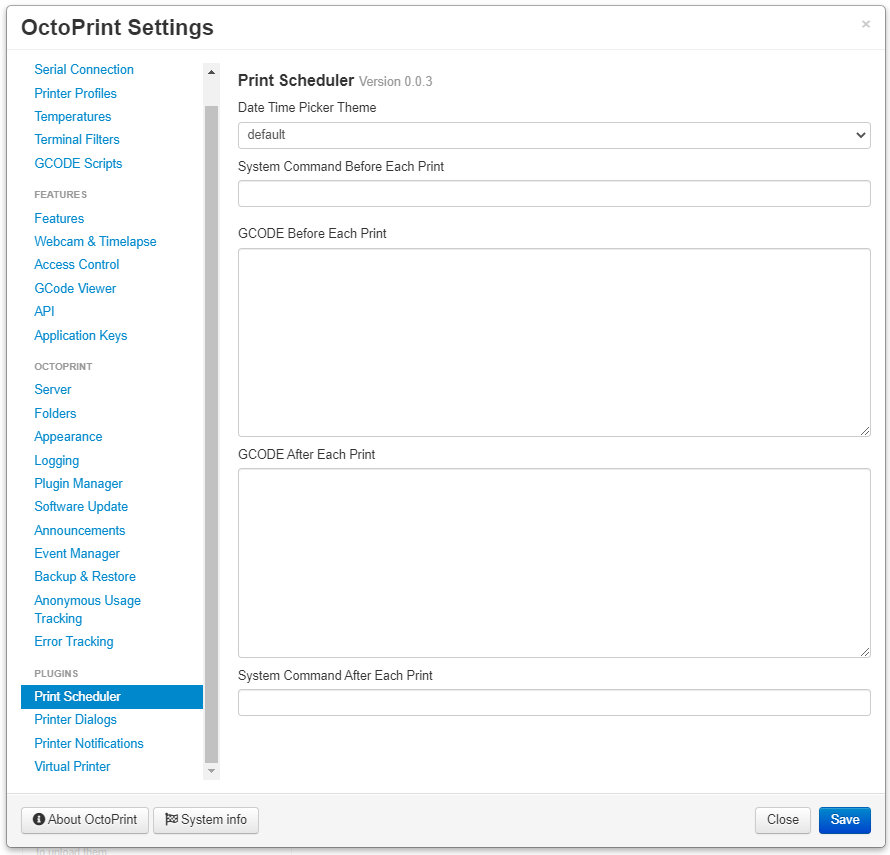 OctoPrint Settings
×
Serial Connection
Printer Profiles
Temperatures
Terminal Filters
GCODE Scripts
FEATURES
Features
Webcam & Timelapse
Access Control
GCode Viewer
API
Application Keys
OCTOPRINT
Server
Folders
Appearance
Logging
Plugin Manager
Software Update
Announcements
Event Manager
Backup & Restore
Anonymous Usage
Tracking
Error Tracking
PLUGINS
Print Scheduler
Printer Dialogs
Printer Notifications
Virtual Printer
Print Scheduler Version 0.0.3
Date Time Picker Theme
default
System Command Before Each Print
GCODE Before Each Print
GCODE After Each Print
System Command After Each Print
About OctoPrint
System info
Close
Save
to unload them